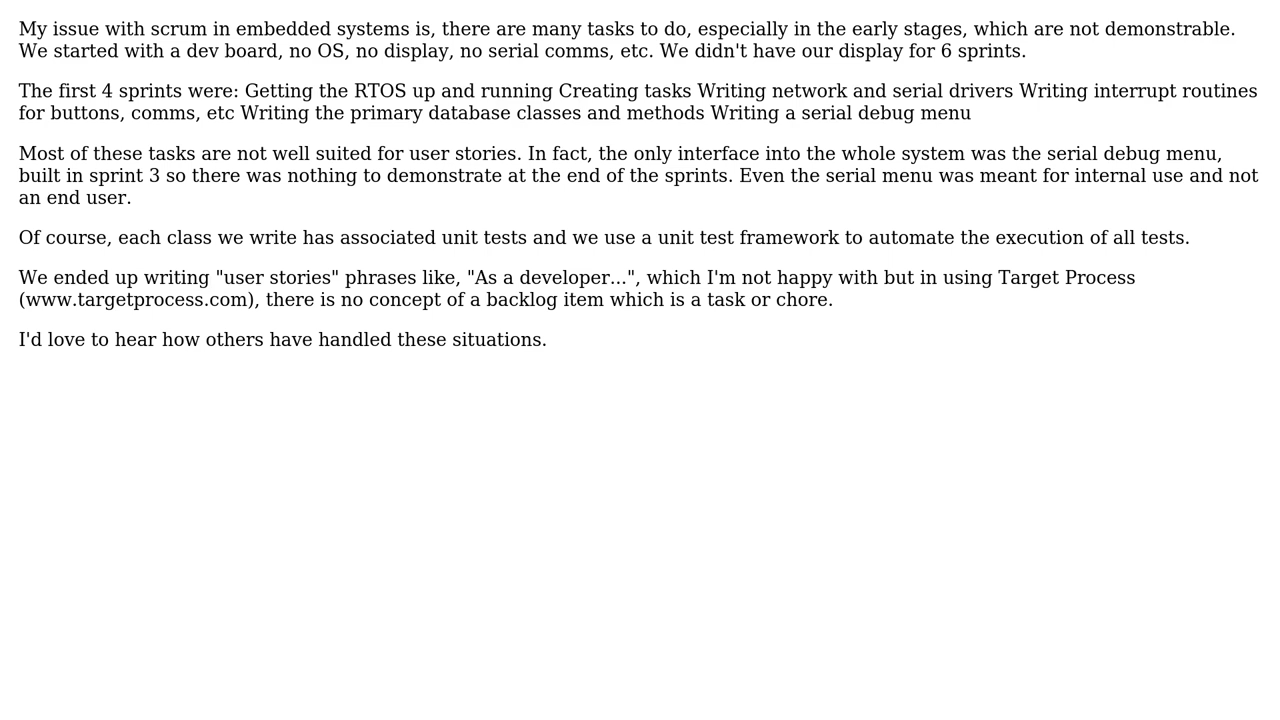 My issue with scrum in embedded systems is, there are many tasks to do, especially in the early stages, which are not demonstrable.
We started with a dev board, no OS, no display, no serial comms, etc. We didn't have our display for 6 sprints.
The first 4 sprints were: Getting the RTOS up and running Creating tasks Writing network and serial drivers Writing interrupt routines
for buttons, comms, etc Writing the primary database classes and methods Writing a serial debug menu
Most of these tasks are not well suited for user stories. In fact, the only interface into the whole system was the serial debug menu,
built in sprint 3 so there was nothing to demonstrate at the end of the sprints. Even the serial menu was meant for internal use and not
an end user.
Of course, each class we write has associated unit tests and we use a unit test framework to automate the execution of all tests.
We ended up writing "user stories" phrases like, "As a developer...", which I'm not happy with but in using Target Process
(www.targetprocess.com), there is no concept of a backlog item which is a task or chore.
I'd love to hear how others have handled these situations.